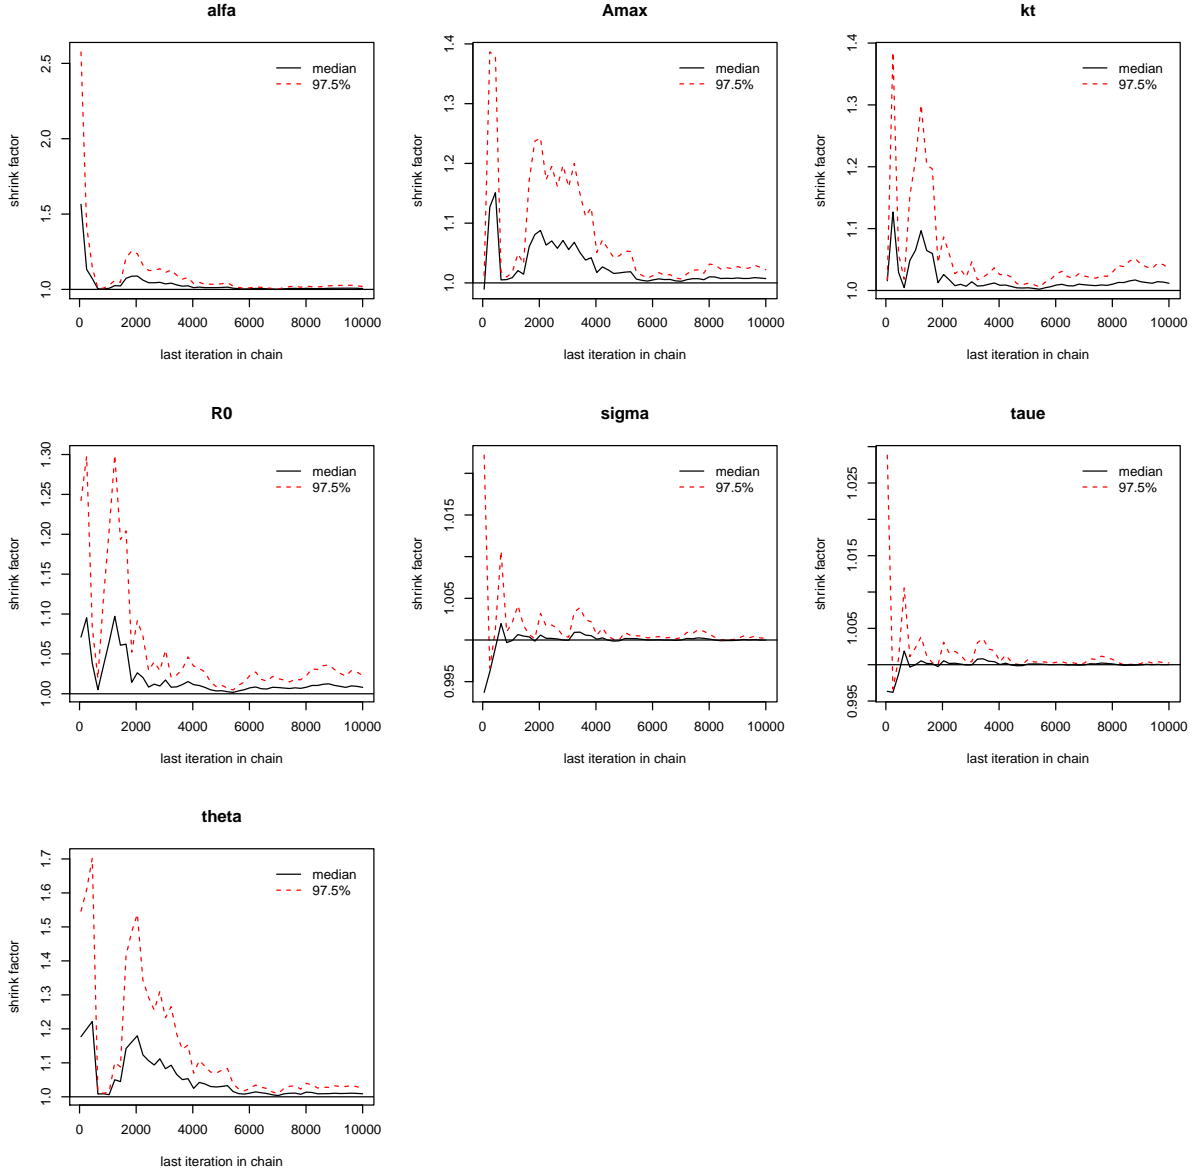 alfa
median
97.5%
shrink factor
1.0 1.5 2.0 2.5
0 2000 4000 6000 8000 10000
last iteration in chain
Amax
median
97.5%
shrink factor
1.0 1.1 1.2 1.3 1.4
0 2000 4000 6000 8000 10000
last iteration in chain
kt
median
97.5%
shrink factor
1.0 1.1 1.2 1.3 1.4
0 2000 4000 6000 8000 10000
last iteration in chain
R0
median
97.5%
shrink factor
1.00 1.05 1.10 1.15 1.20 1.25 1.30
0 2000 4000 6000 8000 10000
last iteration in chain
sigma
median
97.5%
shrink factor
0.995 1.005 1.015
0 2000 4000 6000 8000 10000
last iteration in chain
taue
median
97.5%
shrink factor
0.995 1.005 1.015 1.025
0 2000 4000 6000 8000 10000
last iteration in chain
theta
median
97.5%
shrink factor
1.0 1.1 1.2 1.3 1.4 1.5 1.6 1.7
0 2000 4000 6000 8000 10000
last iteration in chain